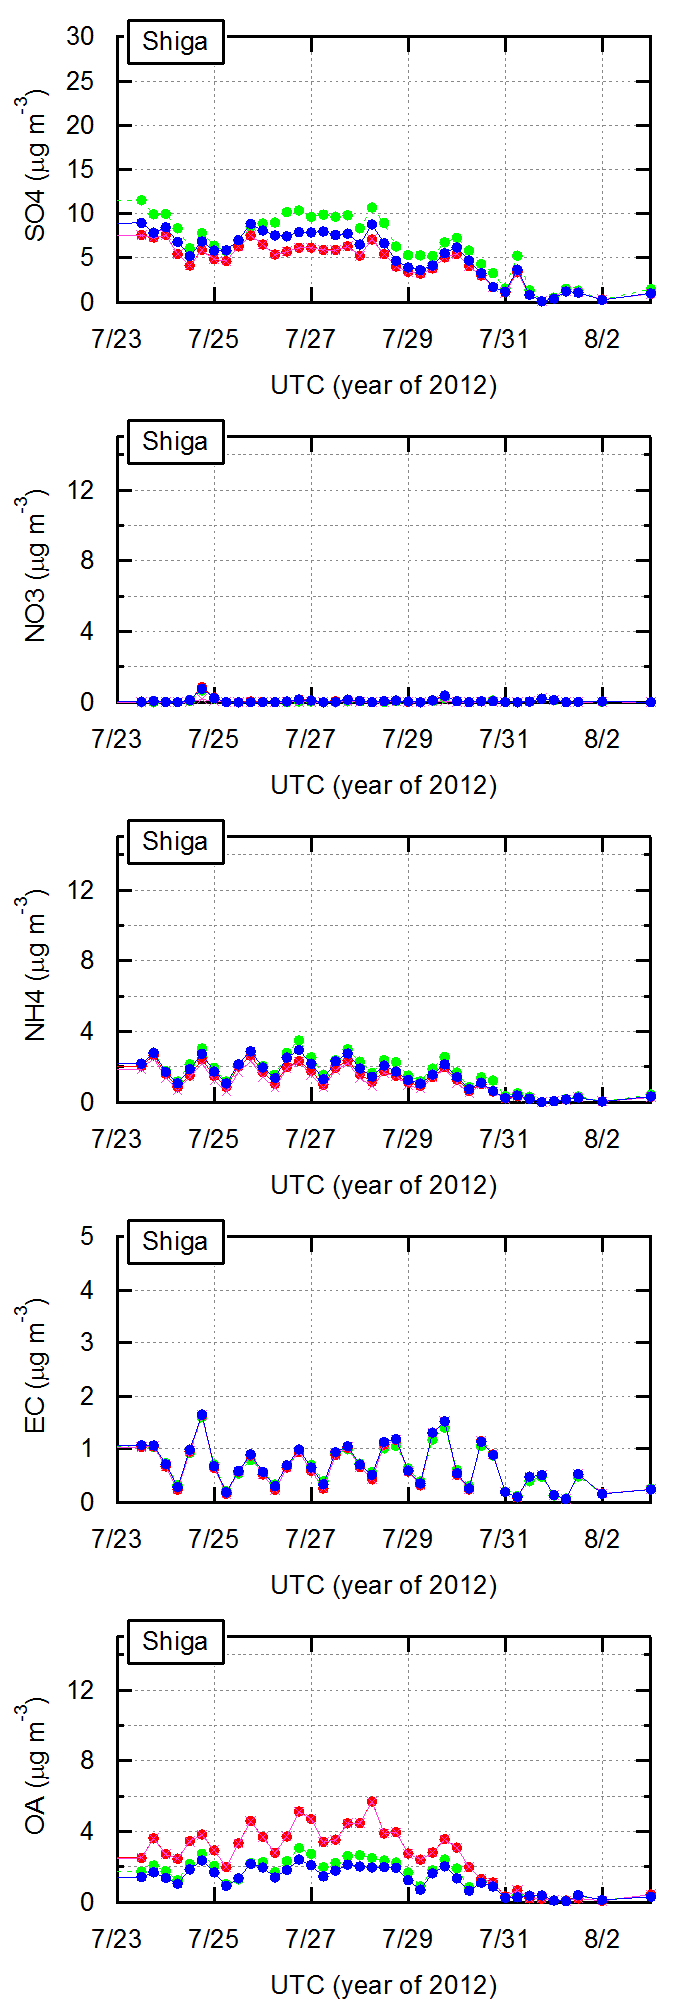 Shiga
30
25
20
15
10
5
0
SO4 (μg m-3)
7/23 7/25 7/27 7/29 7/31 8/2
UTC (year of 2012)
Shiga
12
8
4
0
NO3 (μg m-3)
7/23 7/25 7/27 7/29 7/31 8/2
UTC (year of 2012)
Shiga
12
8
4
0
NH4 (μg m-3)
7/23 7/25 7/27 7/29 7/31 8/2
UTC (year of 2012)
Shiga
5
4
3
2
1
0
EC (μg m-3)
7/23 7/25 7/27 7/29 7/31 8/2
UTC (year of 2012)
Shiga
12
8
4
0
OA (μg m-3)
7/23 7/25 7/27 7/29 7/31 8/2
UTC (year of 2012)